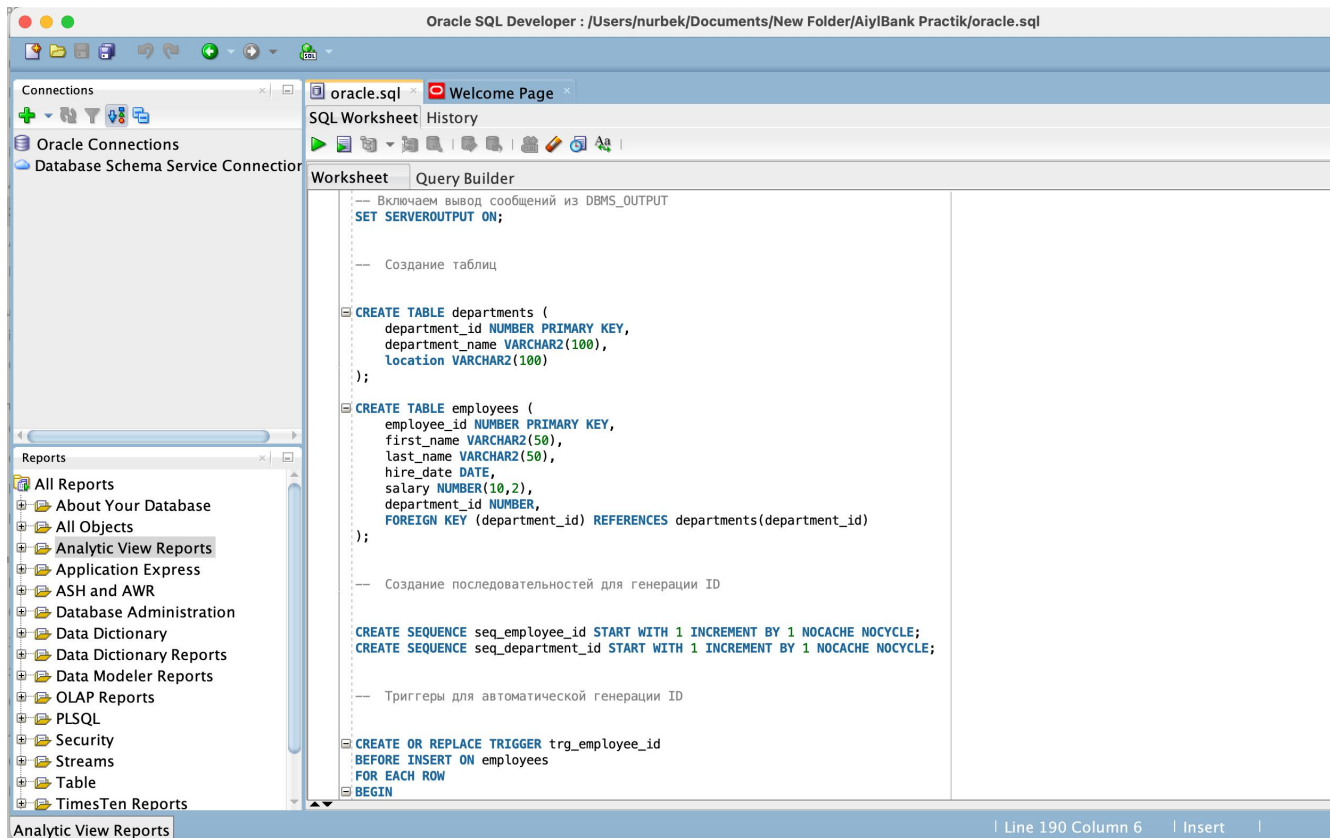 Oracle SQL Developer : /Users/nurbek/Documents/New Folder/AiylBank Practik/oracle.sql
Connections
Oracle Connections
Database Schema Service Connection
Reports
All Reports
About Your Database
All Objects
Analytic View Reports
Application Express
ASH and AWR
Database Administration
Data Dictionary
Data Dictionary Reports
Data Modeler Reports
OLAP Reports
PLSQL
Security
Streams
Table
TimesTen Reports
oracle.sql
Welcome Page
SQL Worksheet History
Worksheet Query Builder
-- Включаем вывод сообщений из DBMS_OUTPUT
SET SERVEROUTPUT ON;
-- Создание таблиц
CREATE TABLE departments (
department_id NUMBER PRIMARY KEY,
department_name VARCHAR2(100),
location VARCHAR2(100)
);
CREATE TABLE employees (
employee_id NUMBER PRIMARY KEY,
first_name VARCHAR2(50),
last_name VARCHAR2(50),
hire_date DATE,
salary NUMBER(10,2),
department_id NUMBER,
FOREIGN KEY (department_id) REFERENCES departments(department_id)
);
-- Создание последовательностей для генерации ID
CREATE SEQUENCE seq_employee_id START WITH 1 INCREMENT BY 1 NOCACHE NOCYCLE;
CREATE SEQUENCE seq_department_id START WITH 1 INCREMENT BY 1 NOCACHE NOCYCLE;
-- Триггеры для автоматической генерации ID
CREATE OR REPLACE TRIGGER trg_employee_id
BEFORE INSERT ON employees
FOR EACH ROW
BEGIN
Analytic View Reports
Line 190 Column 6
Insert